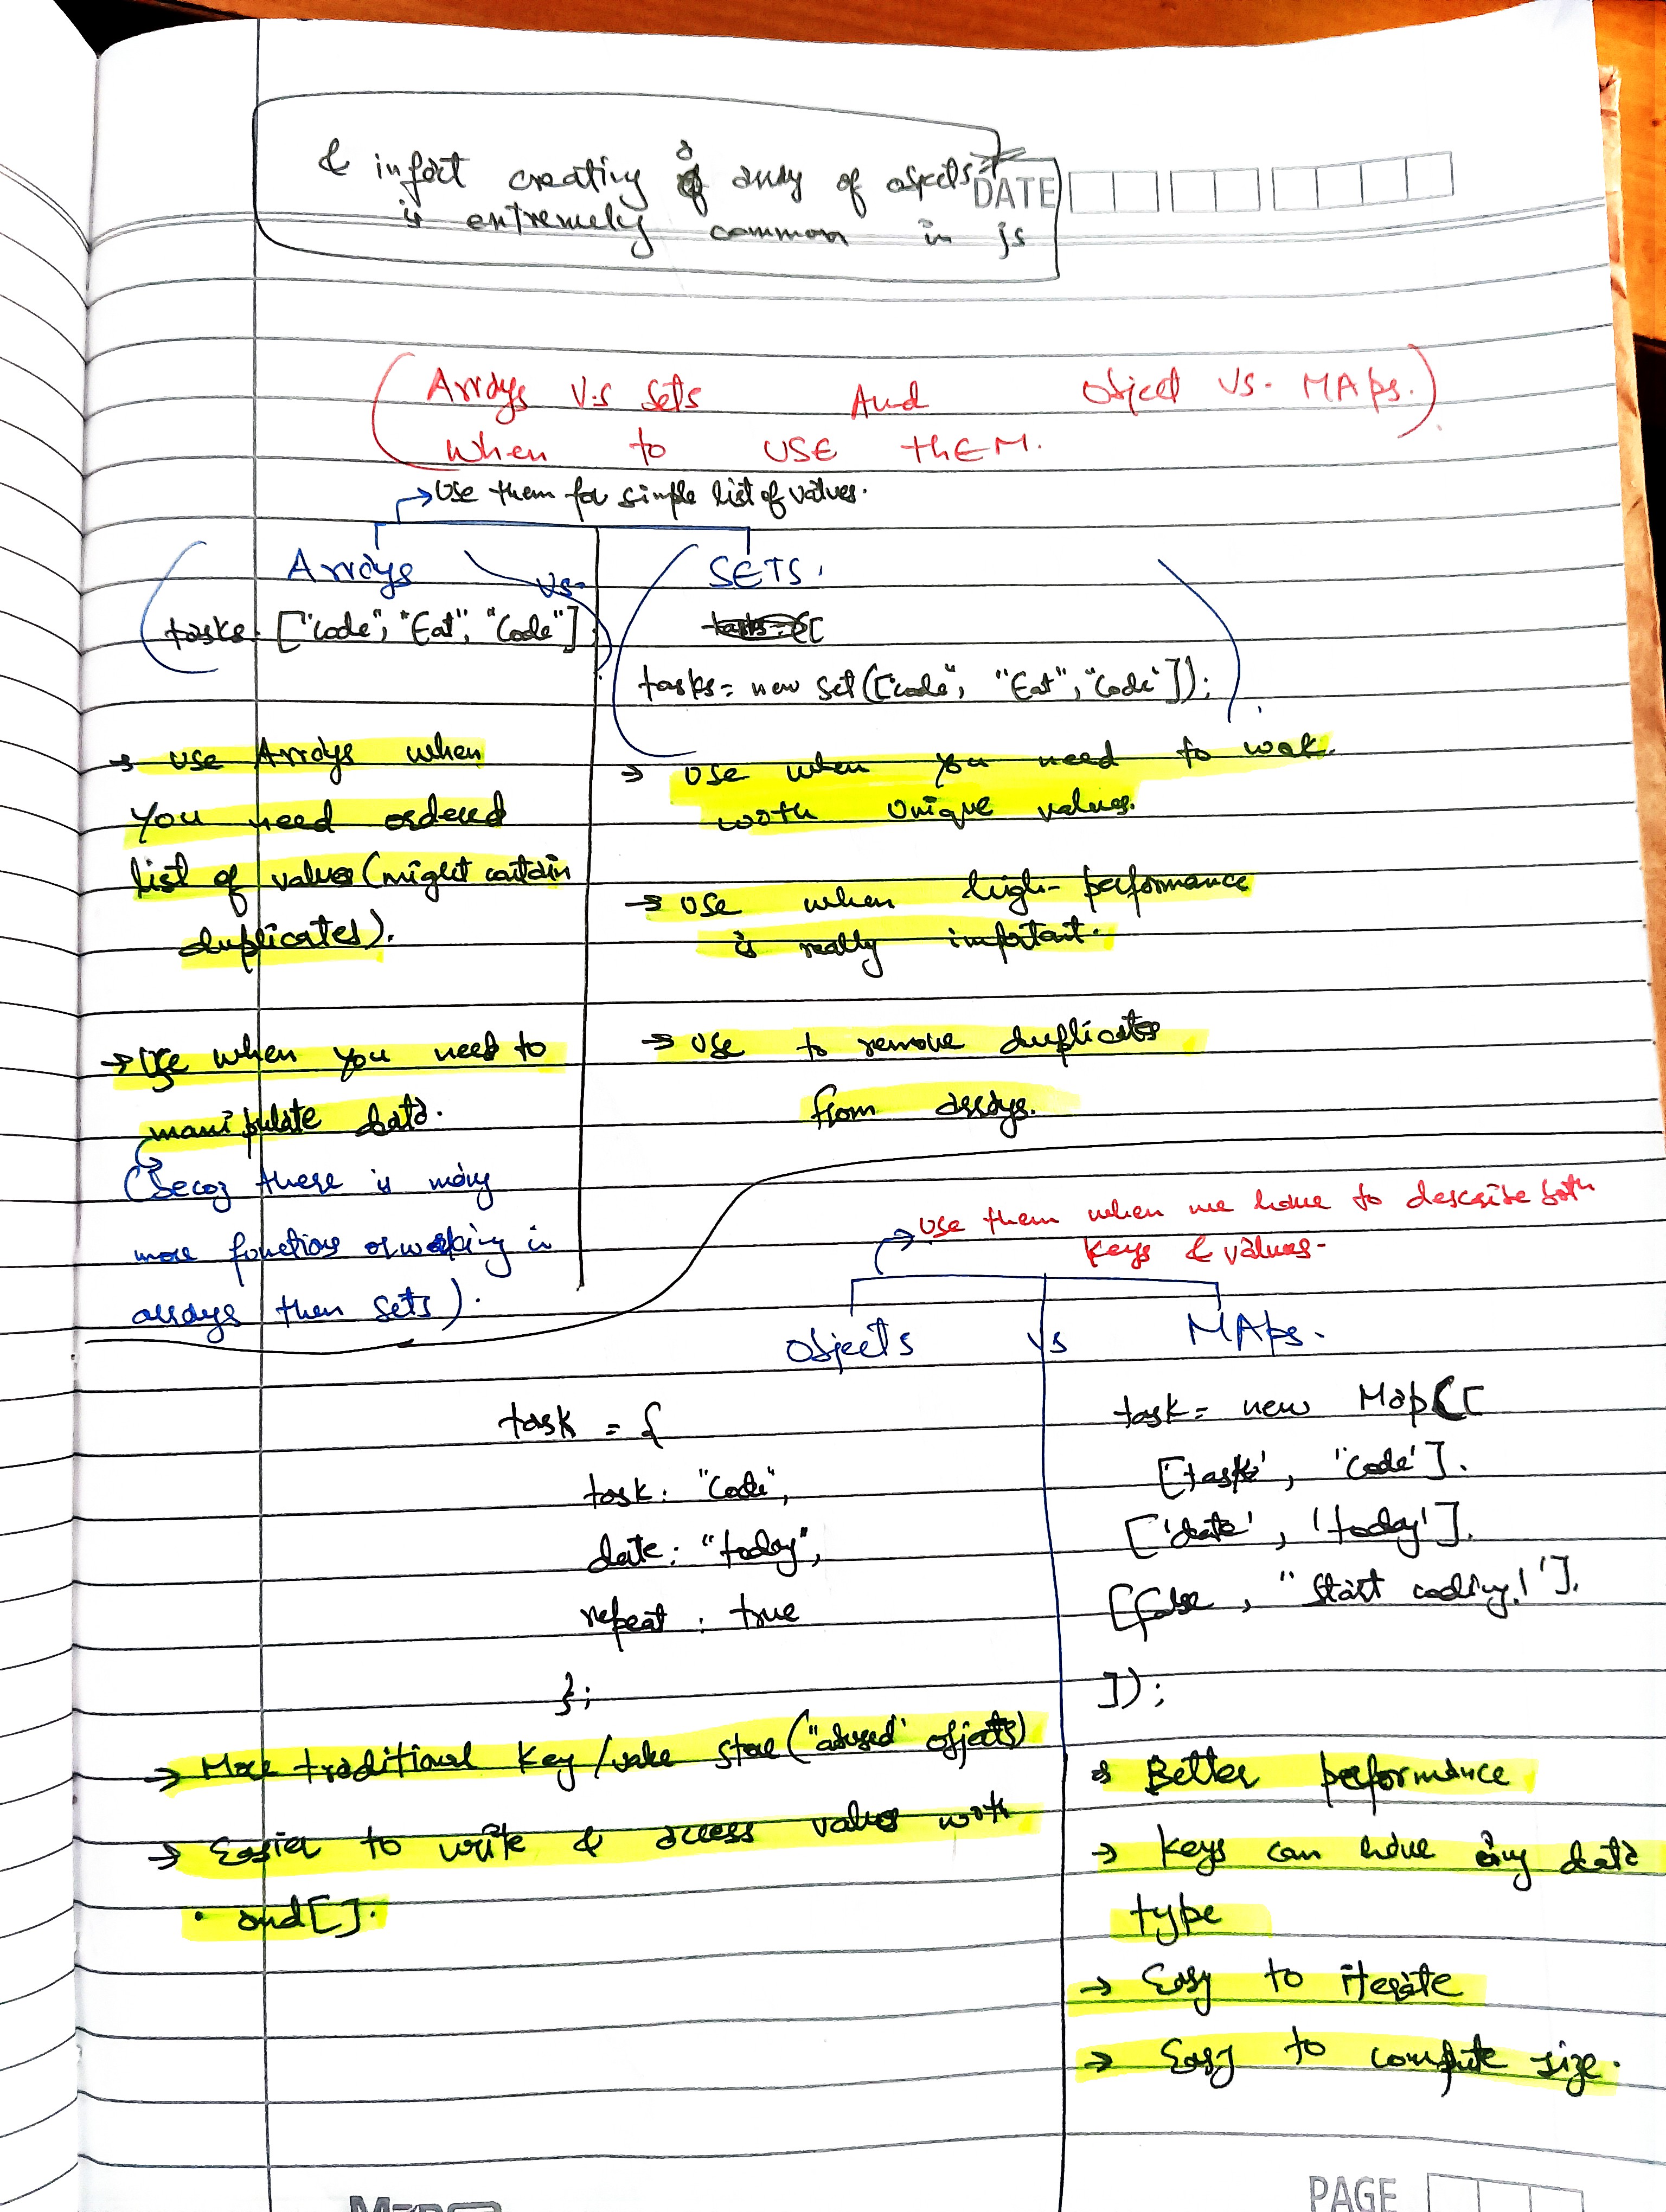 & infact creating of array of objects
is extremely common in js
DATE
(Arrays V.s Sets And Object VS. MAps.)
When to USE thEM.
→ Use them for simple list of values.
Arrays vs.
tasks = ["Code", "Eat", "Code"]
→ Use Arrays when
you need ordered
list of values (might contain
duplicates).
→ Use when you need to
manipulate data.
(Becoz there is many
more functions
arrays then sets).
SETS.
tasks = new Set(["Code", "Eat", "Code"]);
→ Use when you need to work
with unique values.
→ Use when high-performance
is really important.
→ Use to remove duplicates
from arrays.
→ Use them when we have to describe both
keys & values.
Objects vs MAps.
task = {
task: "Code",
date: "today",
repeat: true
};
→ More traditional key/value store ("abused" objects)
→ Easier to write & access values with
. and [].
task = new Map([
['task', 'Code'].
['date', 'today'].
[false, "Start coding!'].
]);
→ Better performance
→ Keys can have any data
type
→ Easy to iterate
→ Easy to compute size.
PAGE